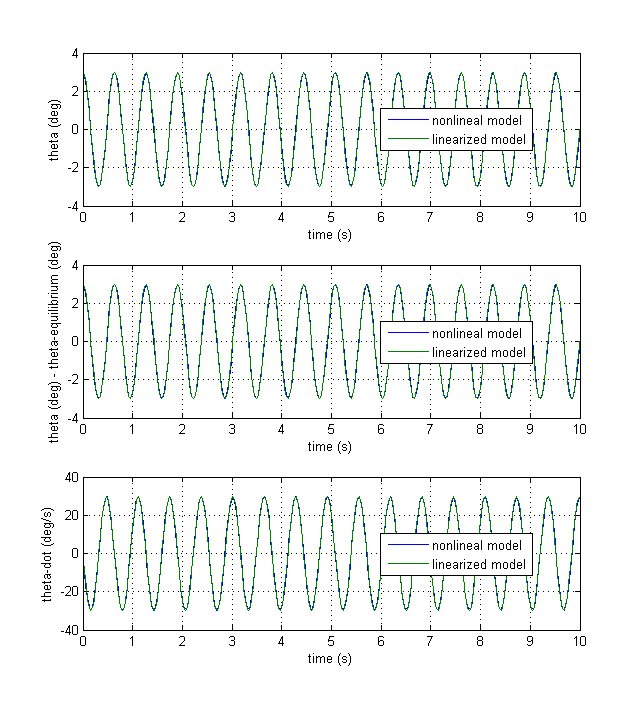 4
2
0
-2
-4
theta (deg)
nonlineal model
linearized model
0 1 2 3 4 5 6 7 8 9 10
time (s)
4
2
0
-2
-4
theta (deg) - theta-equilibrium (deg)
nonlineal model
linearized model
0 1 2 3 4 5 6 7 8 9 10
time (s)
40
20
0
-20
-40
theta-dot (deg/s)
nonlineal model
linearized model
0 1 2 3 4 5 6 7 8 9 10
time (s)